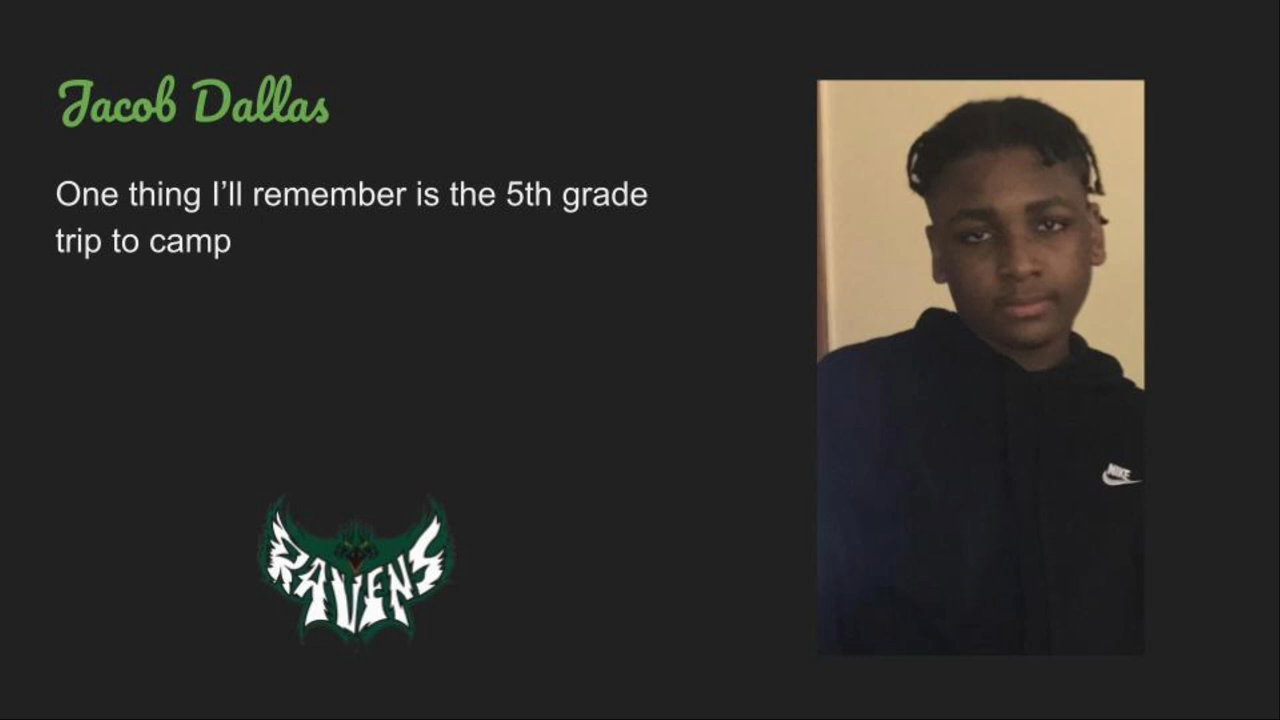 Jacob Dallas
One thing I’ll remember is the 5th grade
trip to camp
RAVENS
NIKE